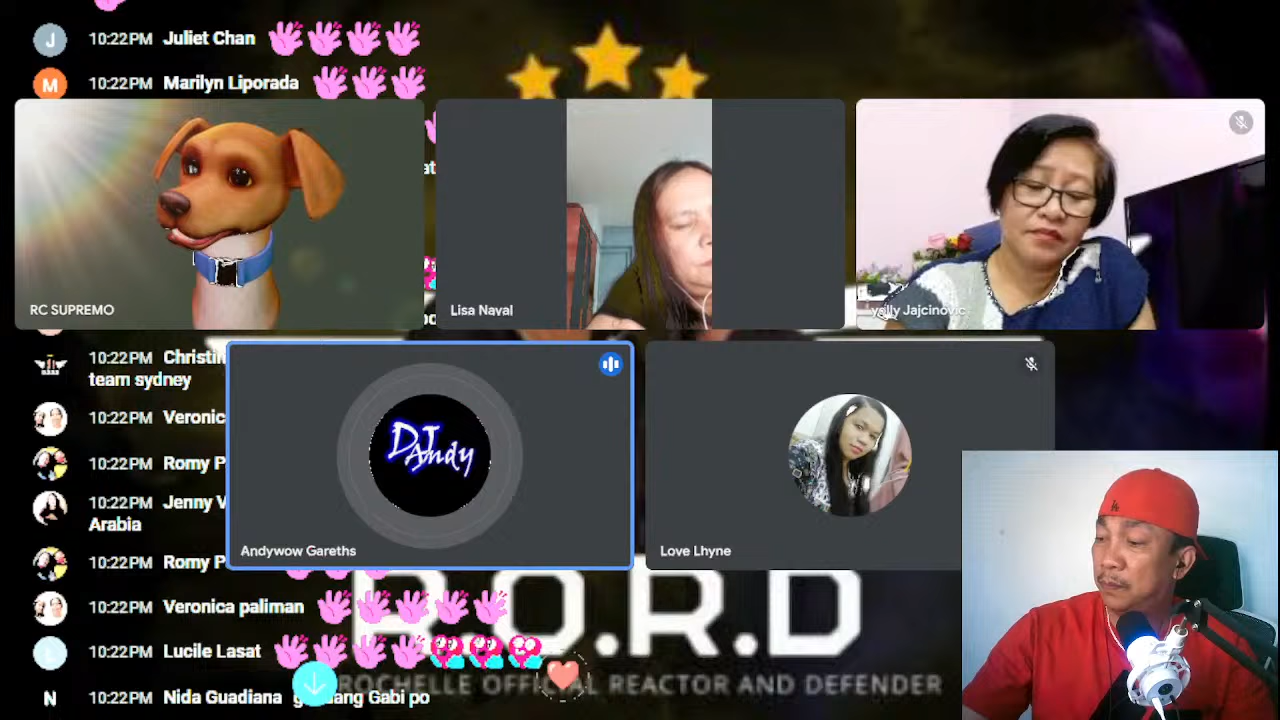 J
10:22PM Juliet Chan
M
10:22PM Marilyn Liporada
RC SUPREMO
Lisa Naval
Jajcinovic
10:22PM
team sydney
10:22PM
10:22PM Romy
10:22PM Jenny
Arabia
10:22PM Romy
10:22PM Veronica paliman
10:22PM Lucile Lasat
N
10:22PM Nida Guadiana Gabi po
DJ Andy
Andywow Gareths
Love Lhyne
R.O.R.D
ROCHELLE OFFICIAL REACTOR AND DEFENDER